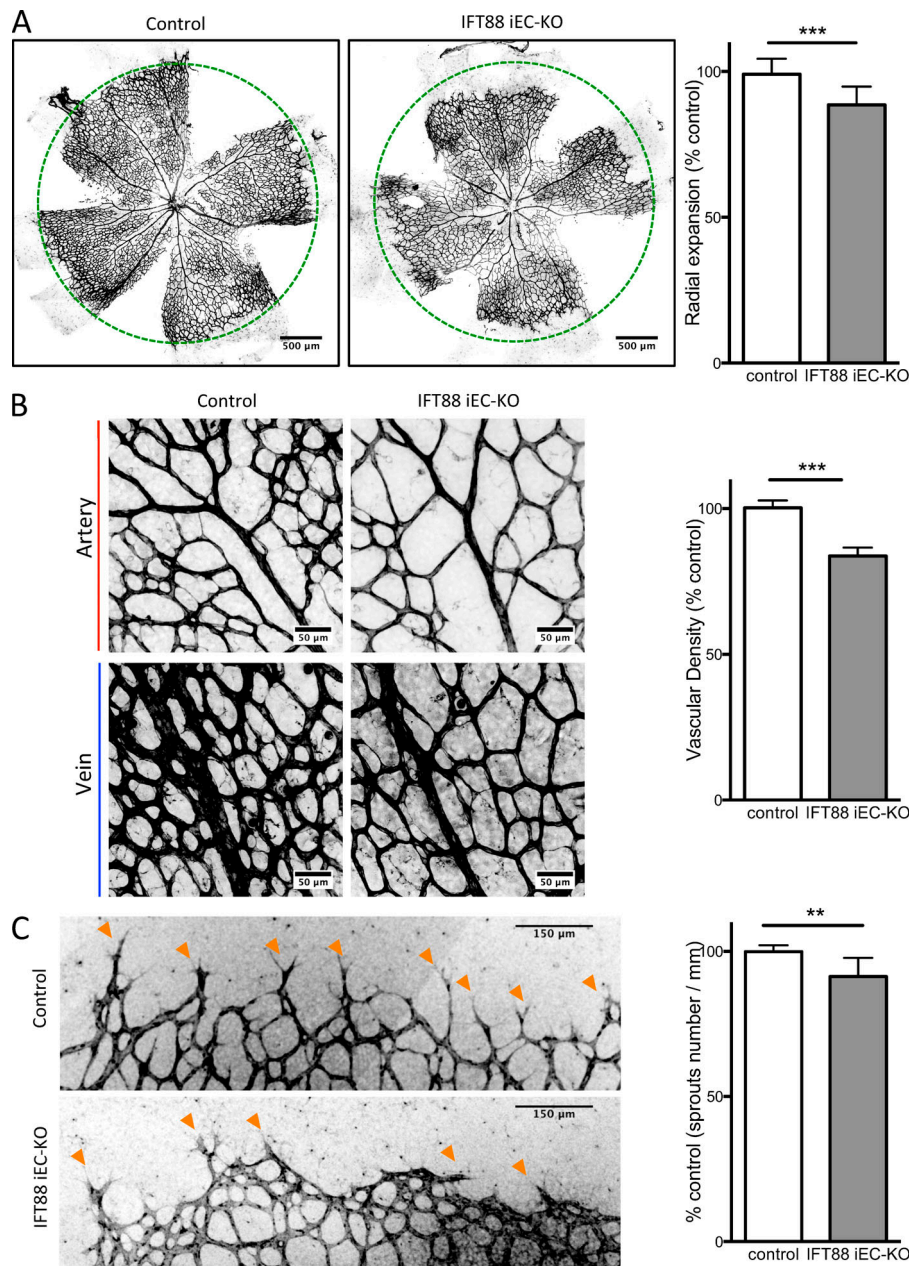 A
Control
IFT88 iEC-KO
500 µm
500 µm
Radial expansion (% control)
***
100
50
0
control
IFT88 iEC-KO
B
Control
IFT88 iEC-KO
Artery
50 µm
50 µm
Vein
50 µm
50 µm
Vascular Density (% control)
***
100
50
0
control
IFT88 iEC-KO
C
Control
150 µm
IFT88 iEC-KO
150 µm
% control (sprouts number / mm)
**
100
50
0
control
IFT88 iEC-KO